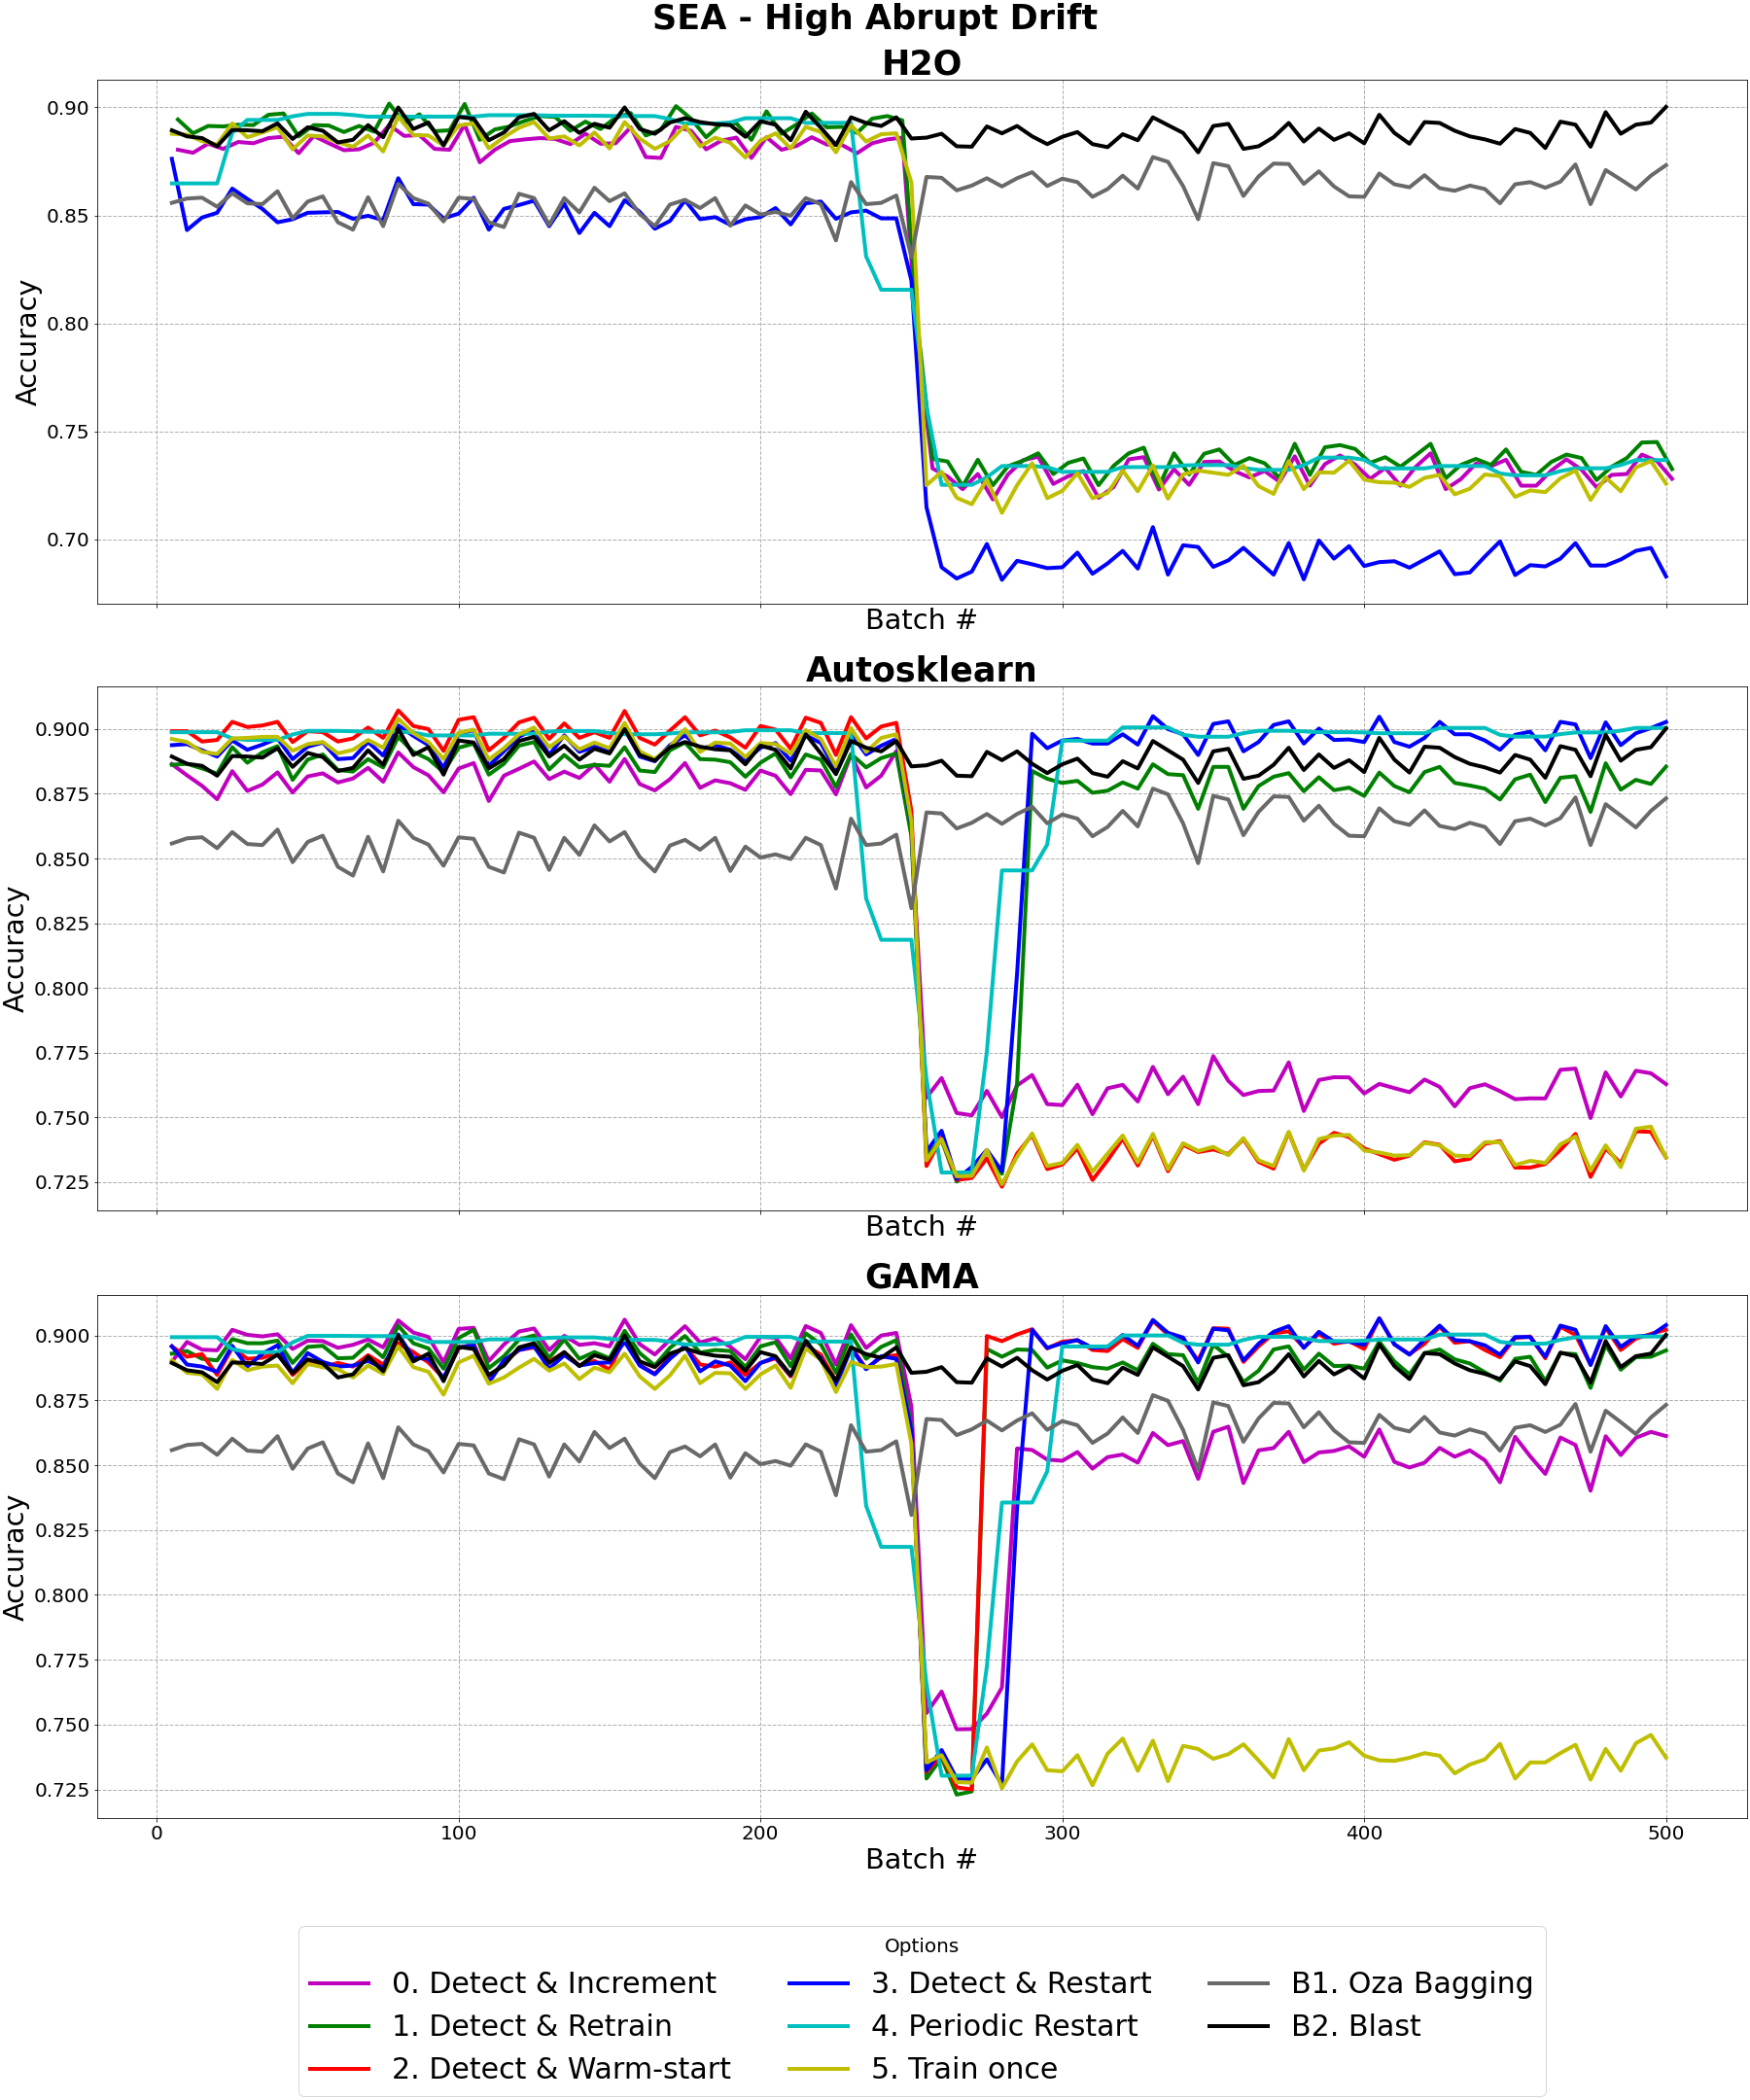 SEA - High Abrupt Drift
H2O
0.90
0.85
0.80
0.75
0.70
Accuracy
Batch #
Autosklearn
0.900
0.875
0.850
0.825
0.800
0.775
0.750
0.725
Accuracy
Batch #
GAMA
0.900
0.875
0.850
0.825
0.800
0.775
0.750
0.725
Accuracy
0 100 200 300 400 500
Batch #
Options
0. Detect & Increment
1. Detect & Retrain
2. Detect & Warm-start
3. Detect & Restart
4. Periodic Restart
5. Train once
B1. Oza Bagging
B2. Blast